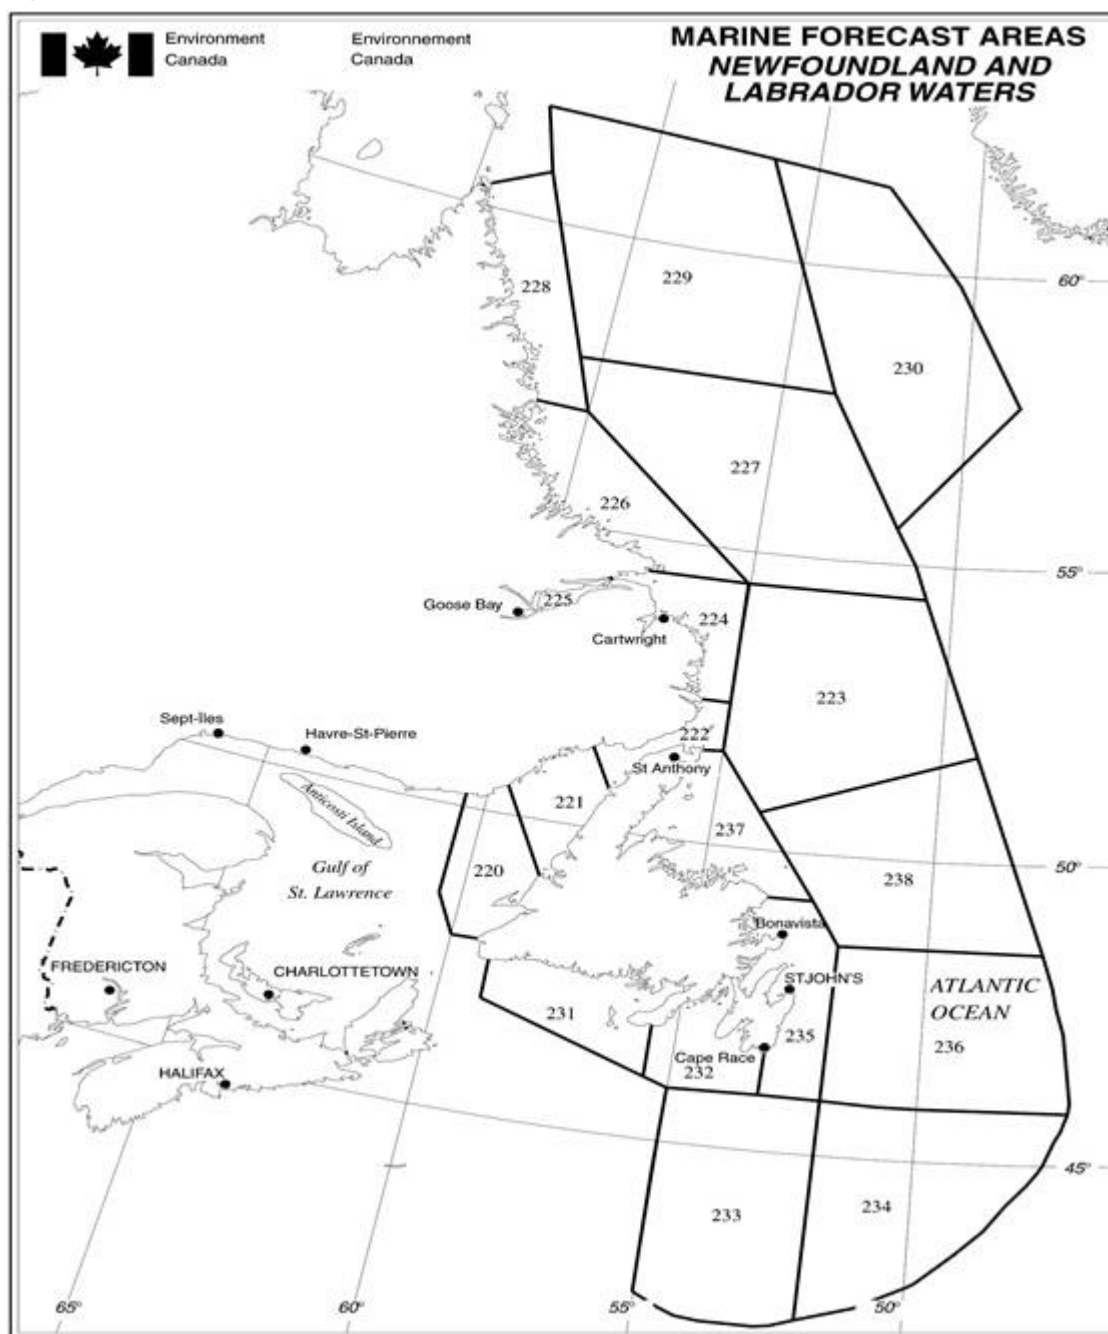 Environment
Canada
Environnement
Canada
MARINE FORECAST AREAS
NEWFOUNDLAND AND
LABRADOR WATERS
228
229
60°
230
227
226
55°
Goose Bay
225
224
Cartwright
223
Sept-Îles
Havre-St-Pierre
222
St Anthony
Anticosti Island
221
237
Gulf of
St. Lawrence
220
238
50°
Bonavista
FREDERICTON
CHARLOTTETOWN
STJOHN'S
ATLANTIC
OCEAN
231
235
236
Cape Race
232
HALIFAX
45°
233
234
65°
60°
55°
50°